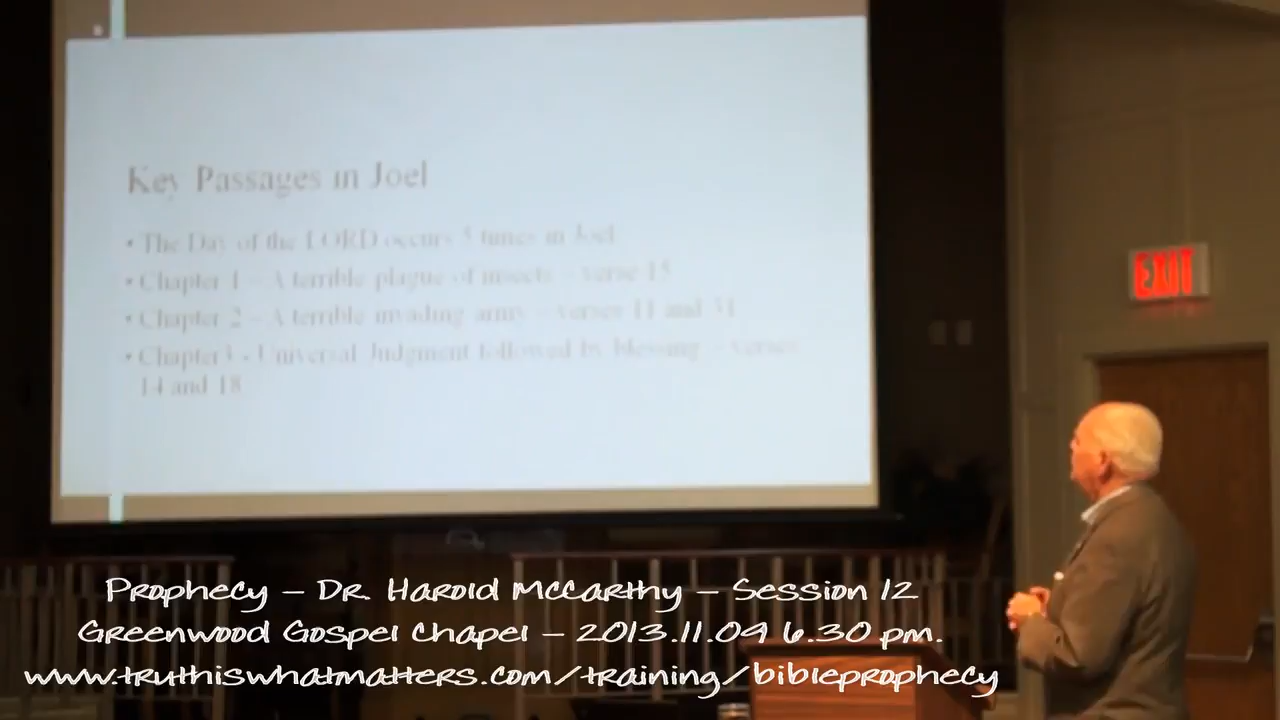 Key Passages in Joel
• The Day of the LORD occurs 5 times in Joel
• Chapter 1 – A terrible plague of insects – verse 15
• Chapter 2 – A terrible invading army – verses 11 and 31
• Chapter3 - Universal Judgment followed by blessing – verses
14 and 18
EXIT
Prophecy – Dr. Harold McCarthy – Session 12
Greenwood Gospel Chapel – 2013.11.09 6.30 pm.
www.truthiswhatmatters.com/training/bibleprophecy